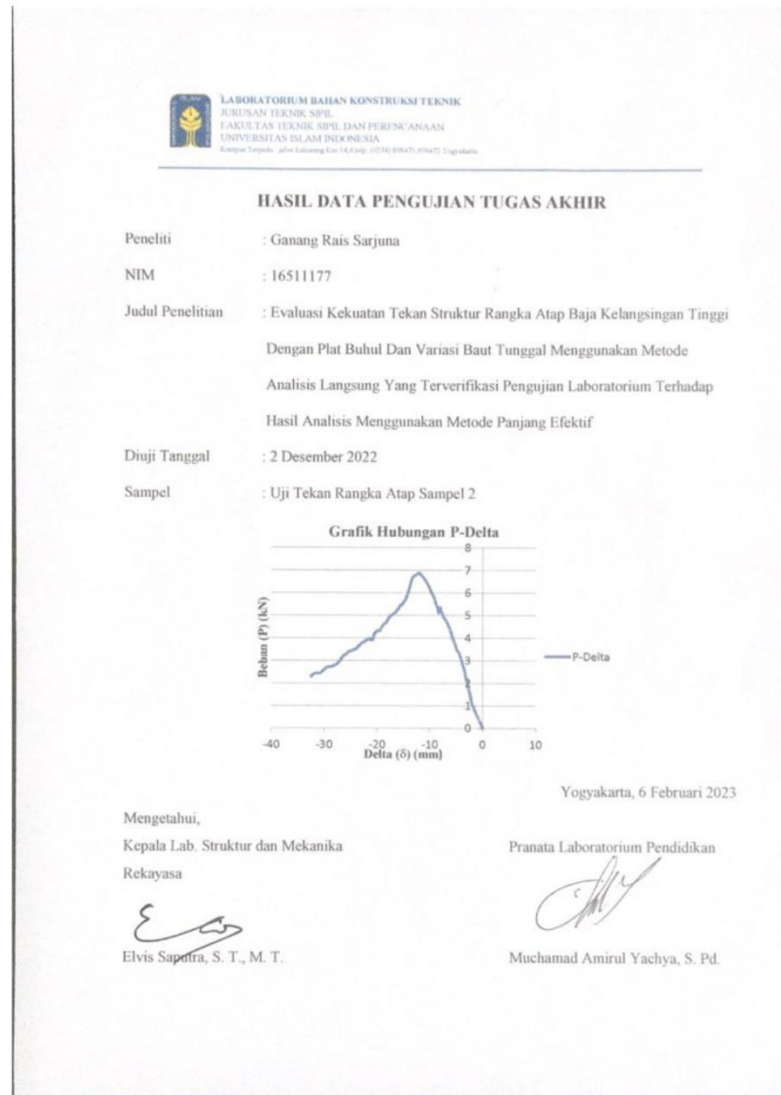 LABORATORIUM BAHAN KONSTRUKSI TEKNIK
JURUSAN TEKNIK SIPIL
FAKULTAS TEKNIK SIPIL DAN PERENCANAAN
UNIVERSITAS ISLAM INDONESIA
HASIL DATA PENGUJIAN TUGAS AKHIR
Peneliti : Ganang Rais Sarjuna
NIM : 16511177
Judul Penelitian : Evaluasi Kekuatan Tekan Struktur Rangka Atap Baja Kelangsingan Tinggi
Dengan Plat Buhul Dan Variasi Baut Tunggal Menggunakan Metode
Analisis Langsung Yang Terverifikasi Pengujian Laboratorium Terhadap
Hasil Analisis Menggunakan Metode Panjang Efektif
Diuji Tanggal : 2 Desember 2022
Sampel : Uji Tekan Rangka Atap Sampel 2
Grafik Hubungan P-Delta
8
7
6
5
4
3
2
1
0
Beban (P) (kN)
P-Delta
-40 -30 -20 -10 0 10
Delta (δ) (mm)
Yogyakarta, 6 Februari 2023
Mengetahui,
Kepala Lab. Struktur dan Mekanika
Rekayasa
Pranata Laboratorium Pendidikan
Elvis Saputra, S. T., M. T.
Muchamad Amirul Yachya, S. Pd.